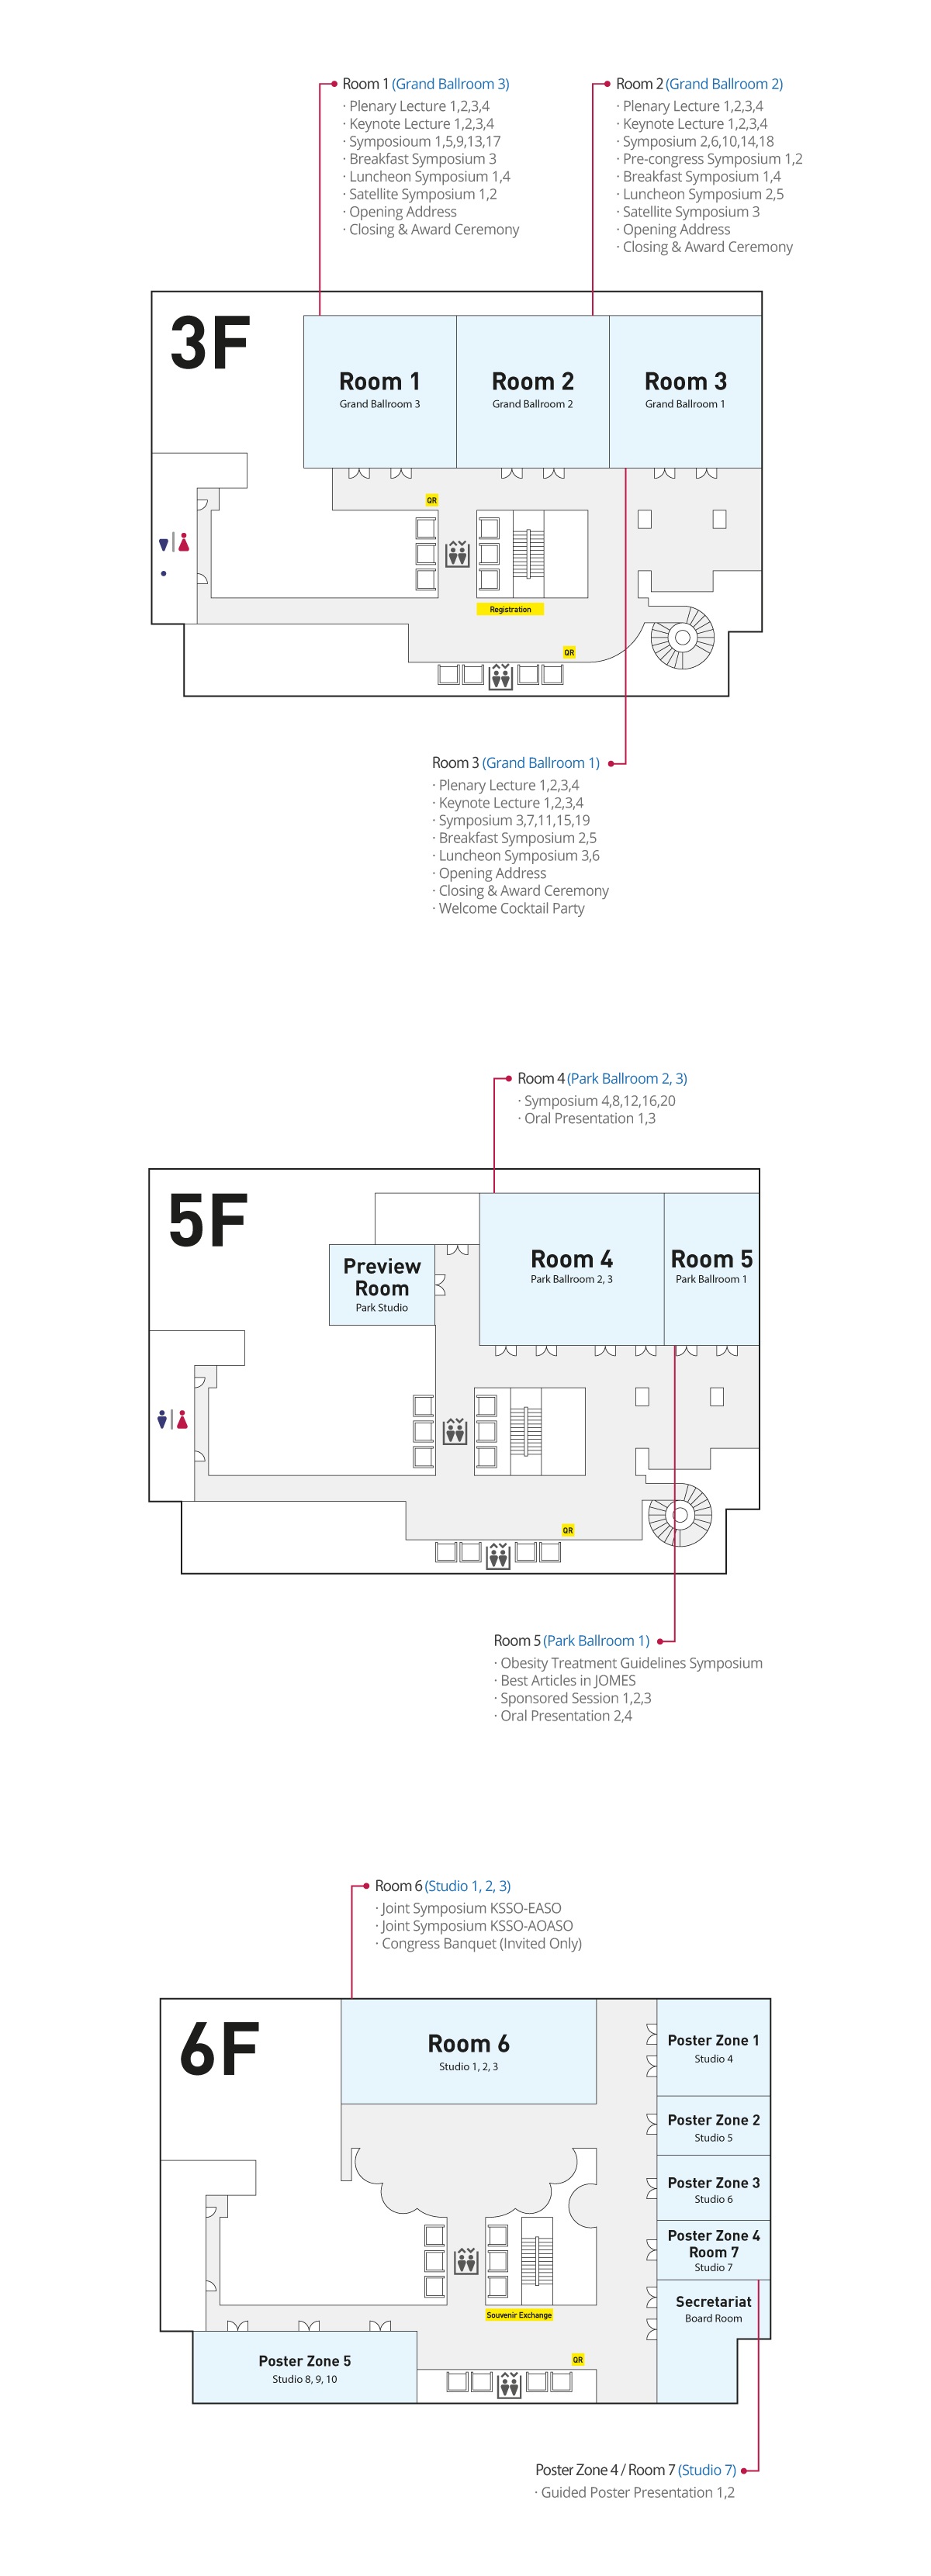 Room 1 (Grand Ballroom 3)
· Plenary Lecture 1,2,3,4
· Keynote Lecture 1,2,3,4
· Symposioum 1,5,9,13,17
· Breakfast Symposium 3
· Luncheon Symposium 1,4
· Satellite Symposium 1,2
· Opening Address
· Closing & Award Ceremony
Room 2 (Grand Ballroom 2)
· Plenary Lecture 1,2,3,4
· Keynote Lecture 1,2,3,4
· Symposium 2,6,10,14,18
· Pre-congress Symposium 1,2
· Breakfast Symposium 1,4
· Luncheon Symposium 2,5
· Satellite Symposium 3
· Opening Address
· Closing & Award Ceremony
3F
Room 1
Grand Ballroom 3
Room 2
Grand Ballroom 2
Room 3
Grand Ballroom 1
QR
Registration
QR
Room 3 (Grand Ballroom 1)
· Plenary Lecture 1,2,3,4
· Keynote Lecture 1,2,3,4
· Symposium 3,7,11,15,19
· Breakfast Symposium 2,5
· Luncheon Symposium 3,6
· Opening Address
· Closing & Award Ceremony
· Welcome Cocktail Party
Room 4 (Park Ballroom 2, 3)
· Symposium 4,8,12,16,20
· Oral Presentation 1,3
5F
Preview
Room
Park Studio
Room 4
Park Ballroom 2, 3
Room 5
Park Ballroom 1
QR
Room 5 (Park Ballroom 1)
· Obesity Treatment Guidelines Symposium
· Best Articles in JOMES
· Sponsored Session 1,2,3
· Oral Presentation 2,4
Room 6 (Studio 1, 2, 3)
· Joint Symposium KSSO-EASO
· Joint Symposium KSSO-AOASO
· Congress Banquet (Invited Only)
6F
Room 6
Studio 1, 2, 3
Poster Zone 1
Studio 4
Poster Zone 2
Studio 5
Poster Zone 3
Studio 6
Poster Zone 4
Room 7
Studio 7
Secretariat
Board Room
Souvenir Exchange
QR
Poster Zone 5
Studio 8, 9, 10
Poster Zone 4 / Room 7 (Studio 7)
· Guided Poster Presentation 1,2